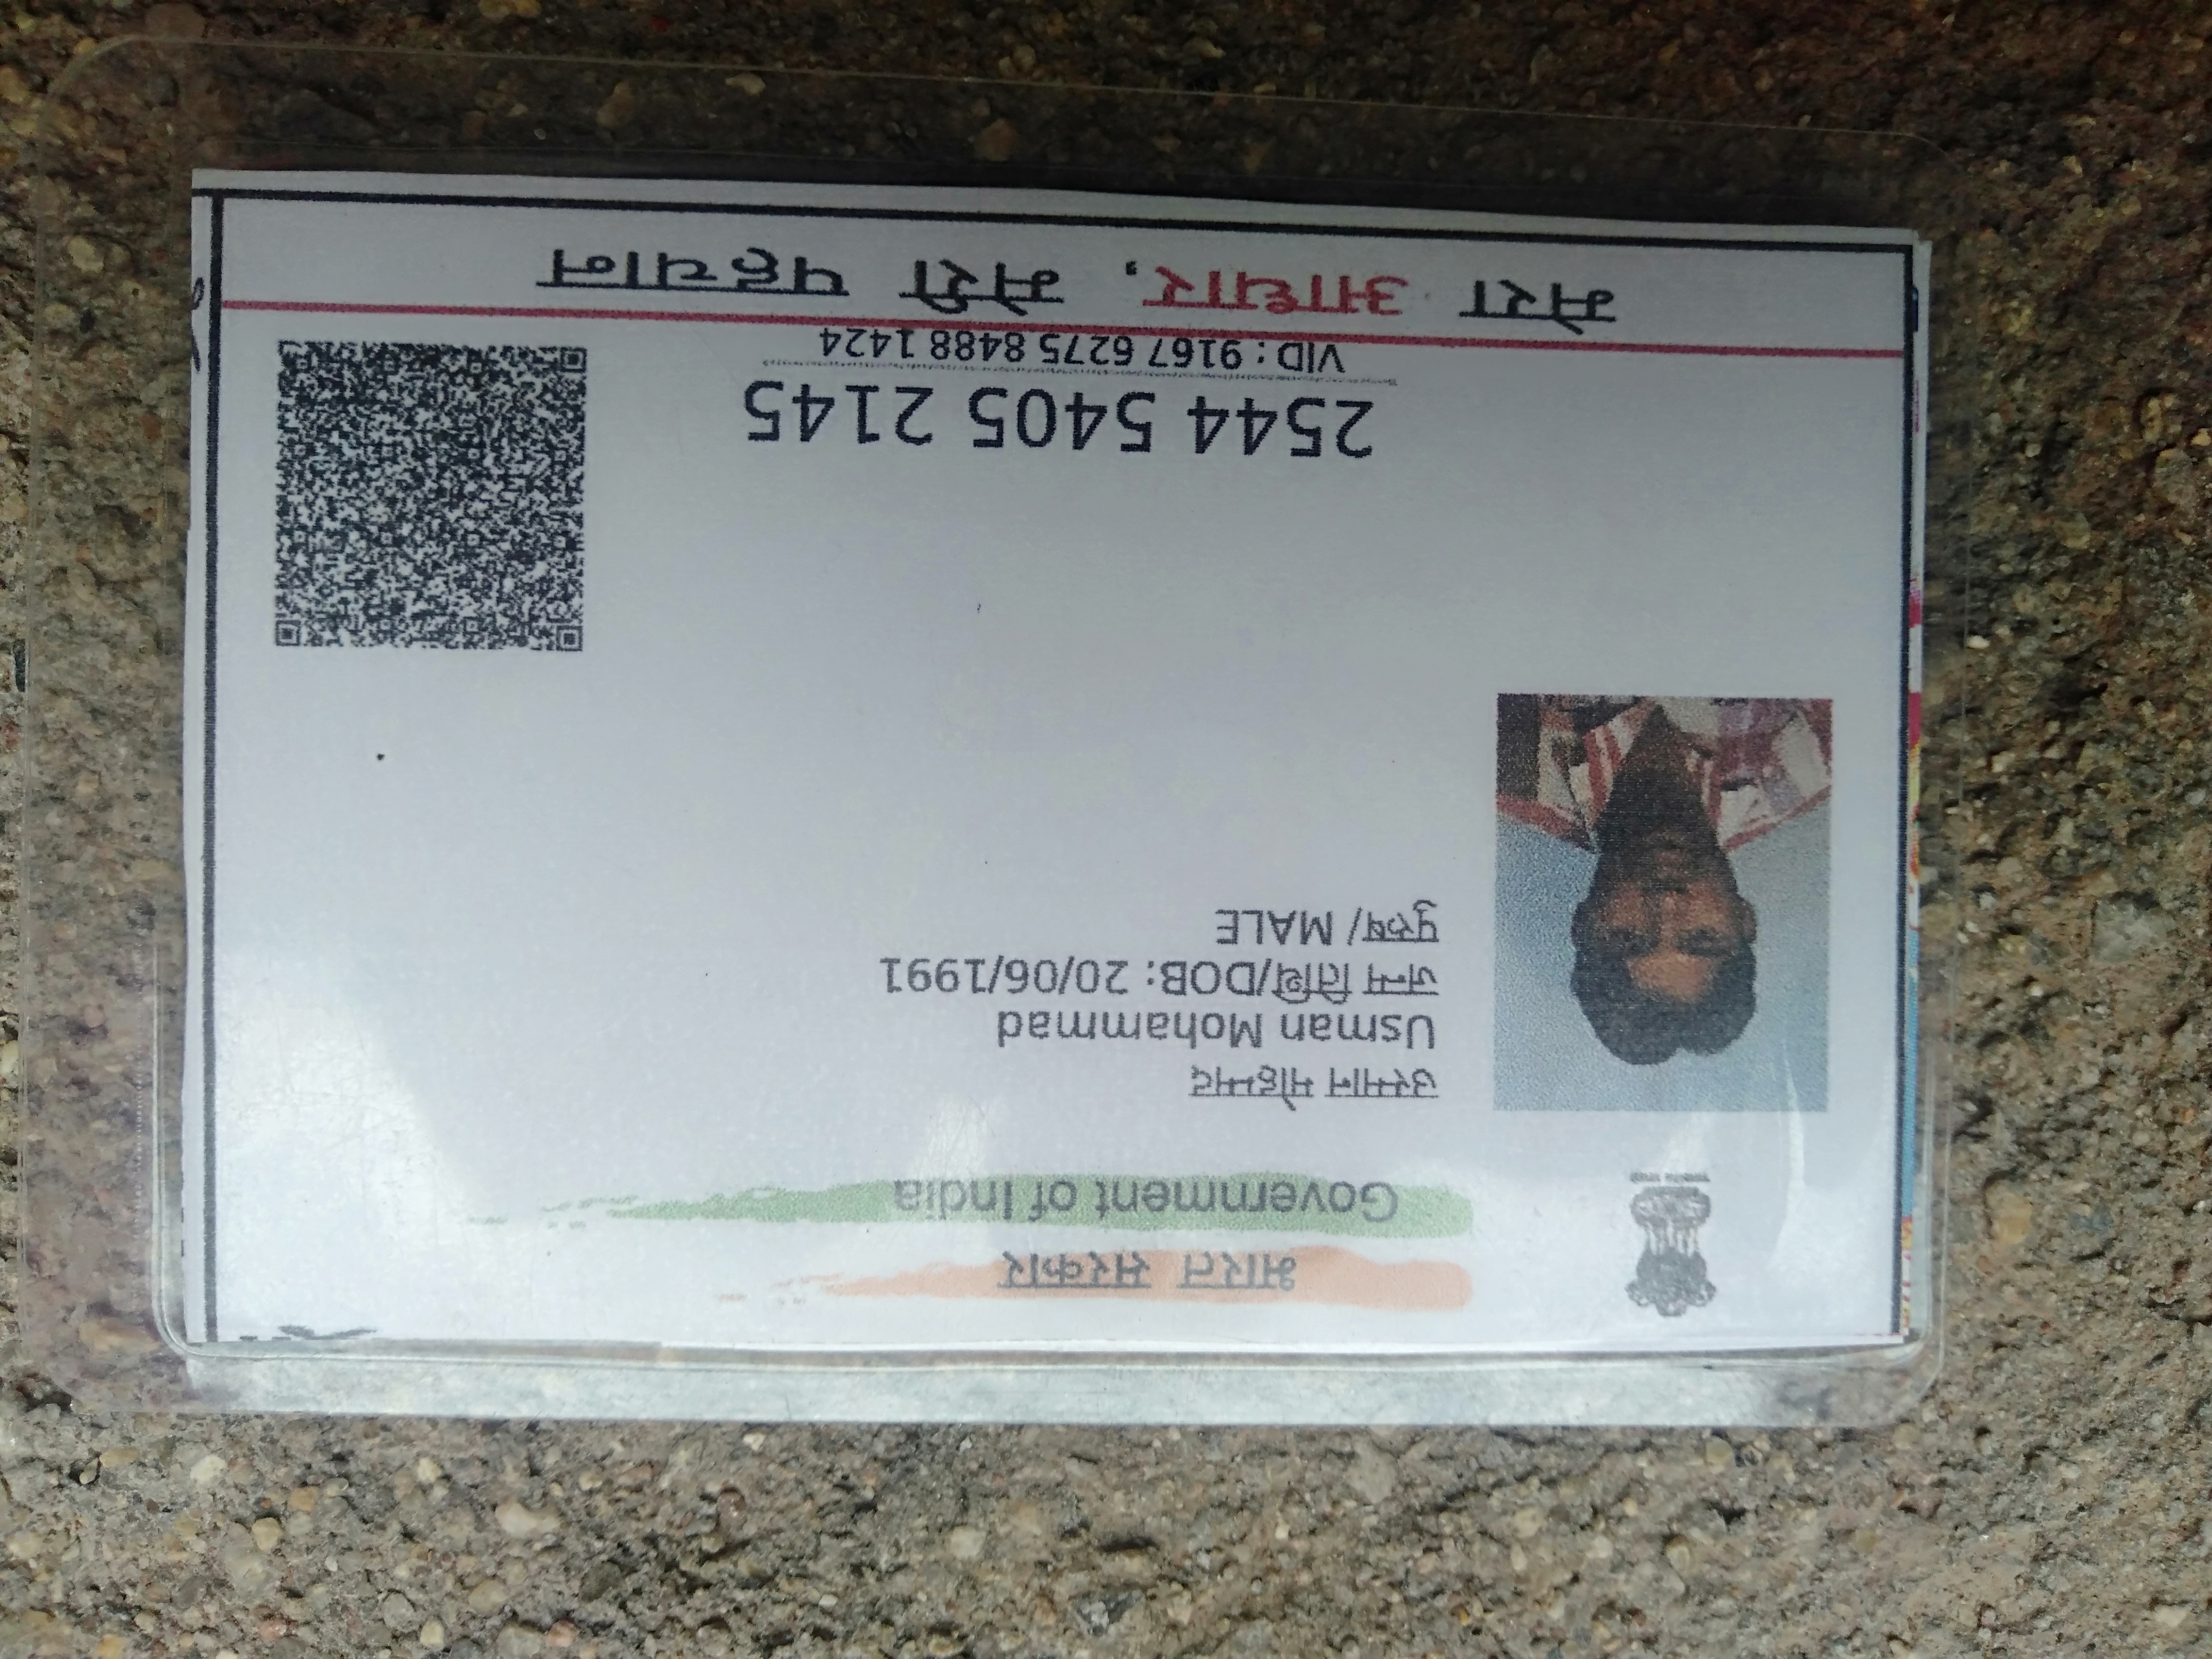 भारत सरकार
Government of India
उस्मान मोहम्मद
Usman Mohammad
जन्म तिथि/DOB: 20/06/1991
पुरुष/ MALE
2544 5405 2145
VID : 9167 6275 8488 1424
मेरा आधार, मेरी पहचान